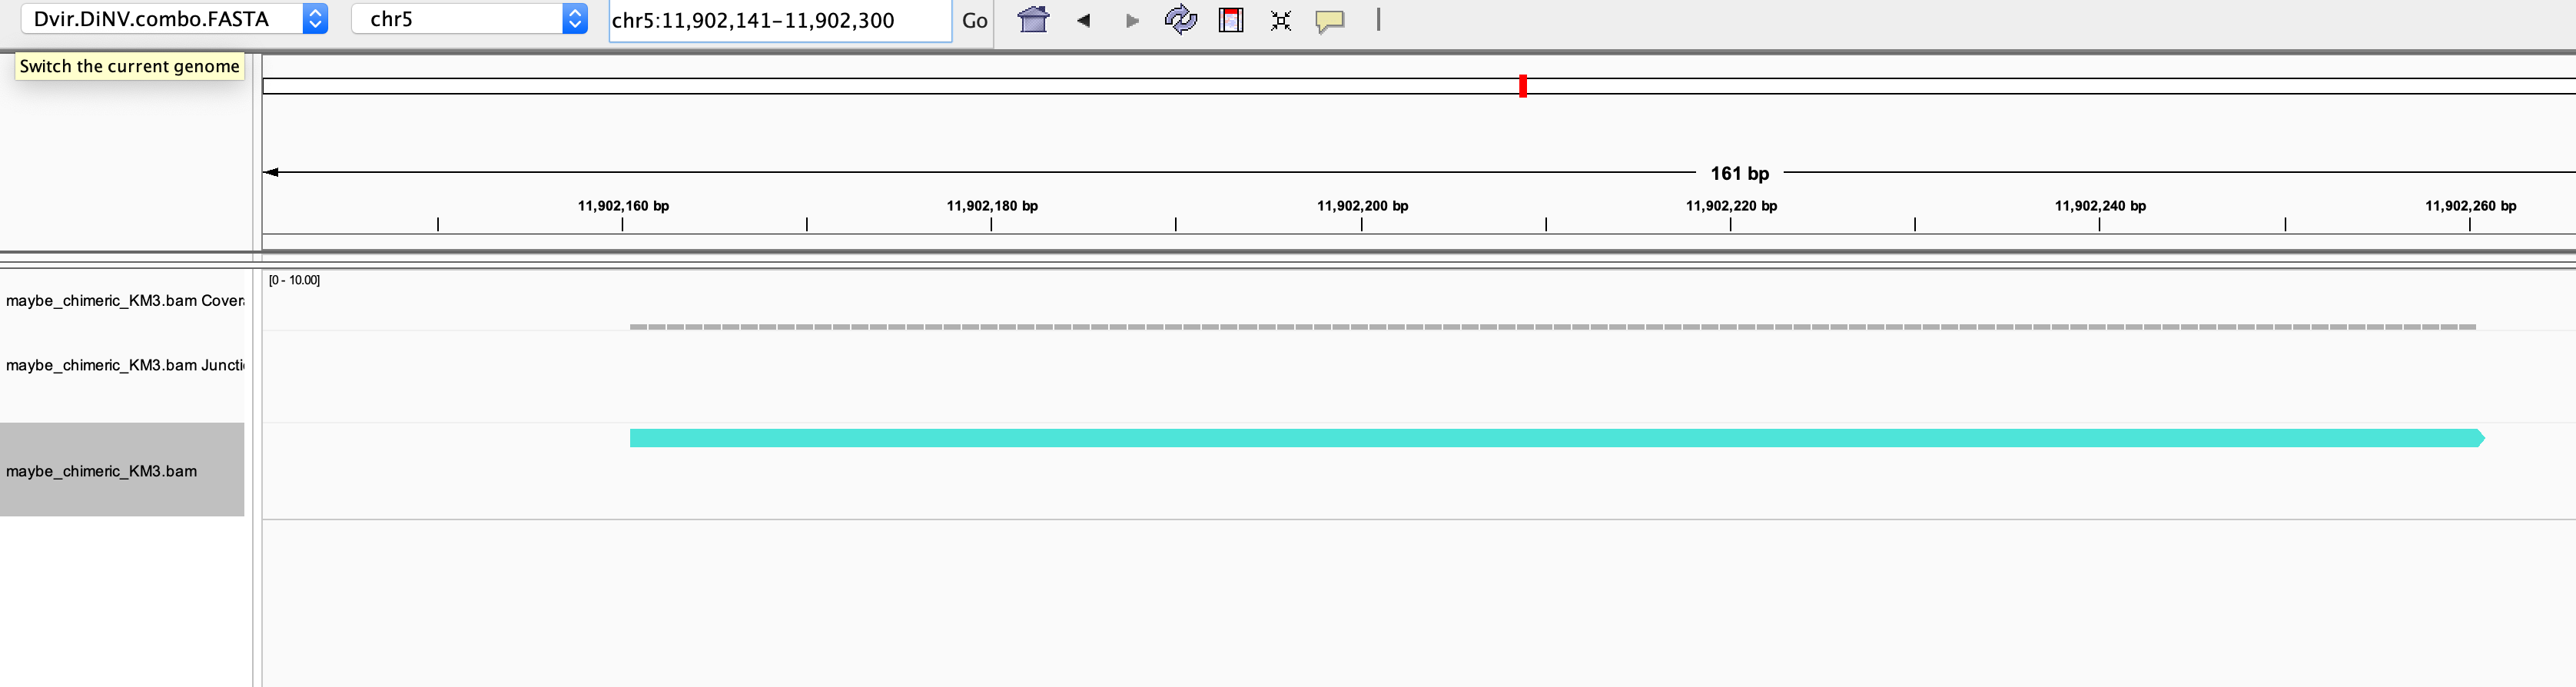 Dvir.DiNV.combo.FASTA chr5 chr5:11,902,141-11,902,300 Go
Switch the current genome
161 bp
11,902,160 bp 11,902,180 bp 11,902,200 bp 11,902,220 bp 11,902,240 bp 11,902,260 bp
[0 - 10.00]
maybe_chimeric_KM3.bam Cover
maybe_chimeric_KM3.bam Juncti
maybe_chimeric_KM3.bam